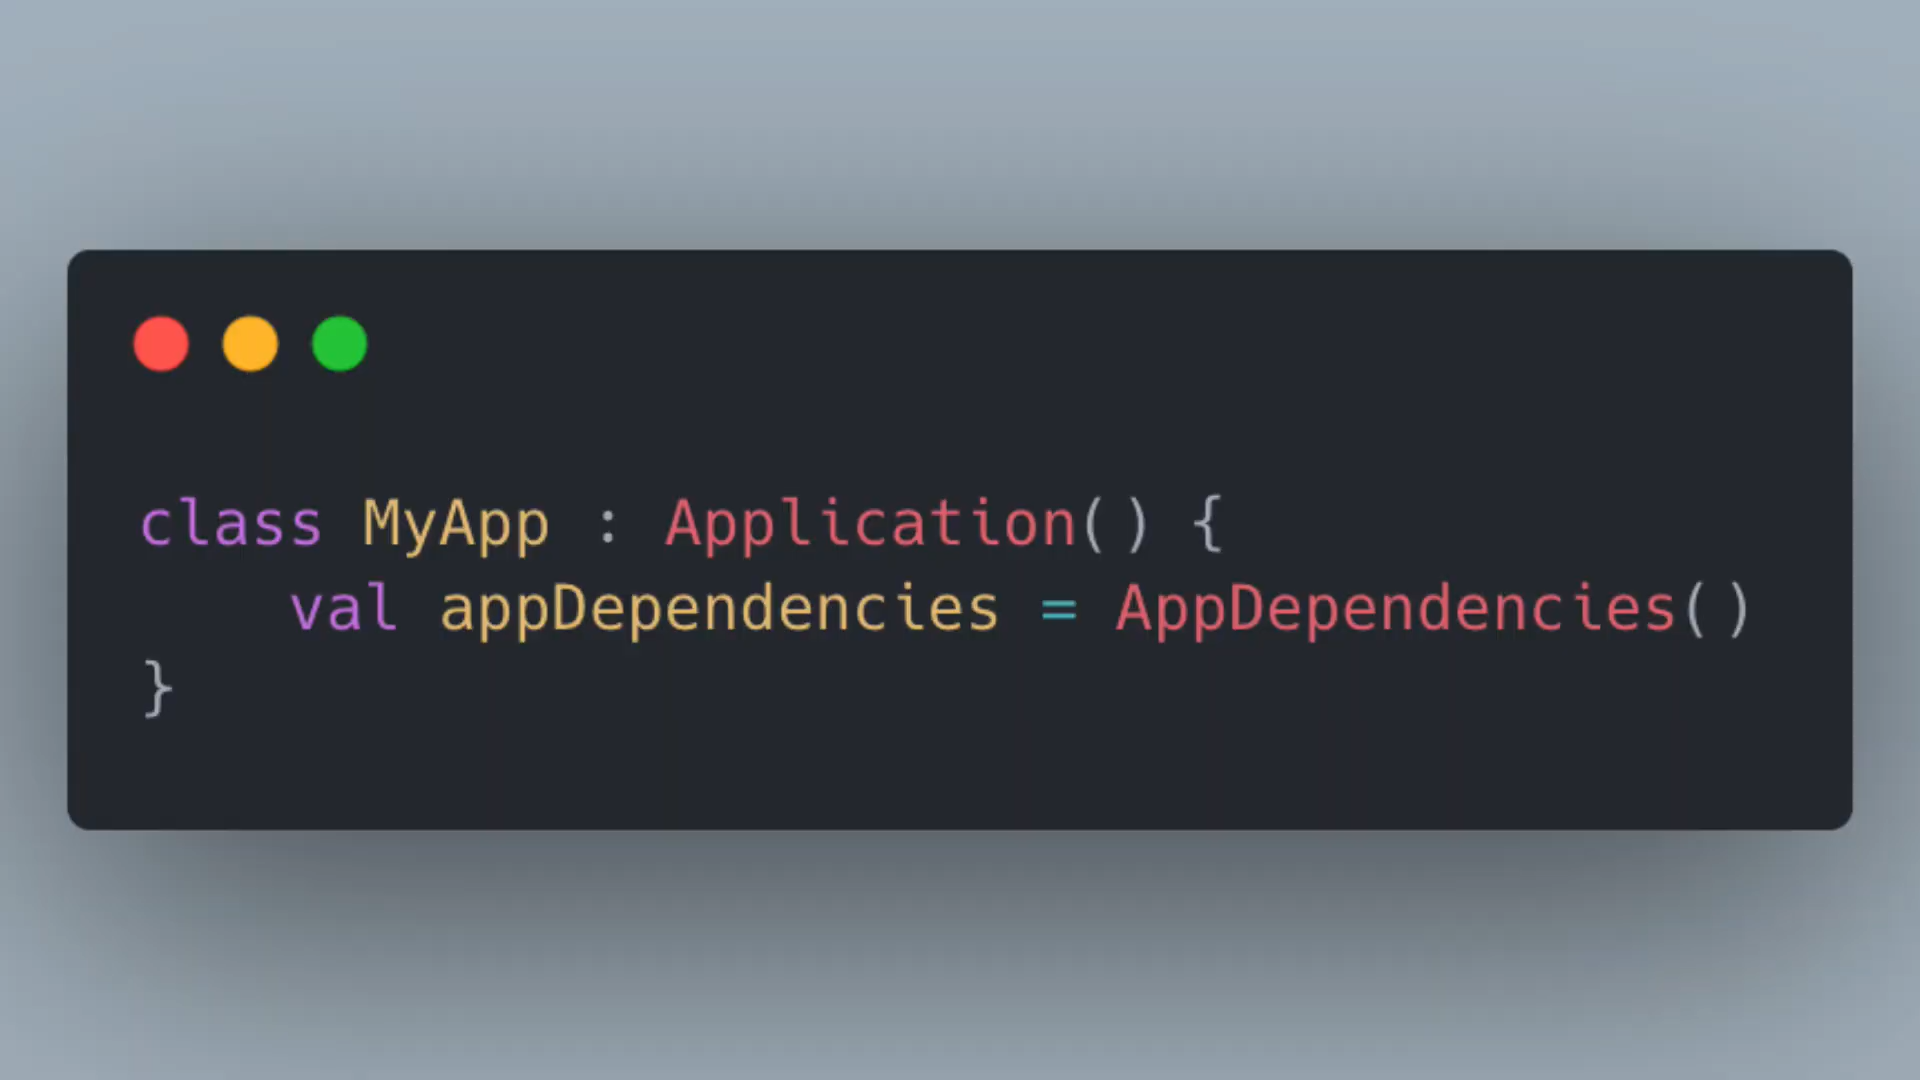 class MyApp : Application() {
    val appDependencies = AppDependencies()
}